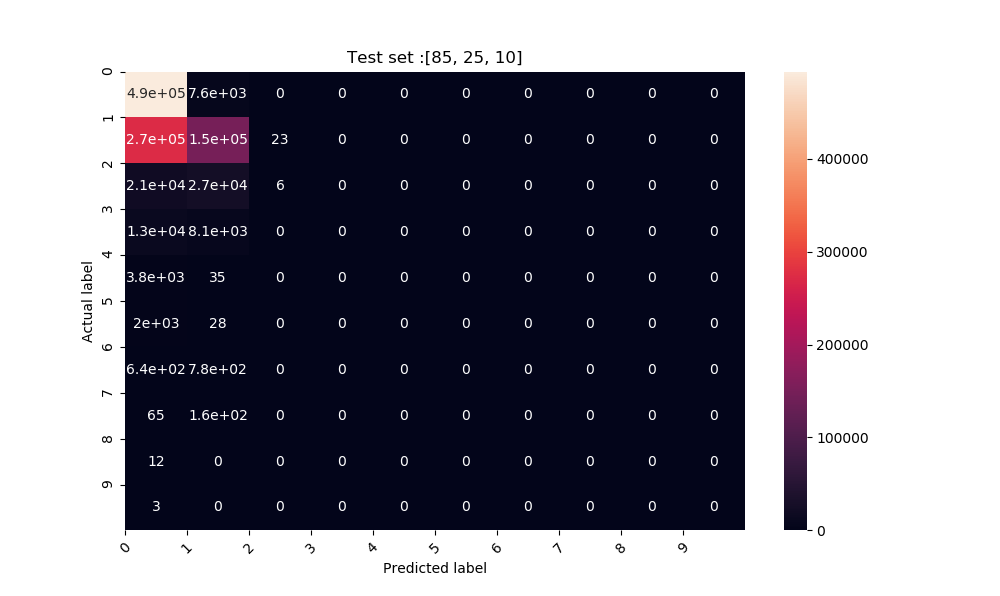 Test set :[85, 25, 10]
0
4.9e+05 7.6e+03 0 0 0 0 0 0 0 0
1
2.7e+05 1.5e+05 23 0 0 0 0 0 0 0
2
2.1e+04 2.7e+04 6 0 0 0 0 0 0 0
3
1.3e+04 8.1e+03 0 0 0 0 0 0 0 0
4
3.8e+03 35 0 0 0 0 0 0 0 0
5
2e+03 28 0 0 0 0 0 0 0 0
6
6.4e+02 7.8e+02 0 0 0 0 0 0 0 0
7
65 1.6e+02 0 0 0 0 0 0 0 0
8
12 0 0 0 0 0 0 0 0 0
9
3 0 0 0 0 0 0 0 0 0
Actual label
0 1 2 3 4 5 6 7 8 9
Predicted label
400000
300000
200000
100000
0